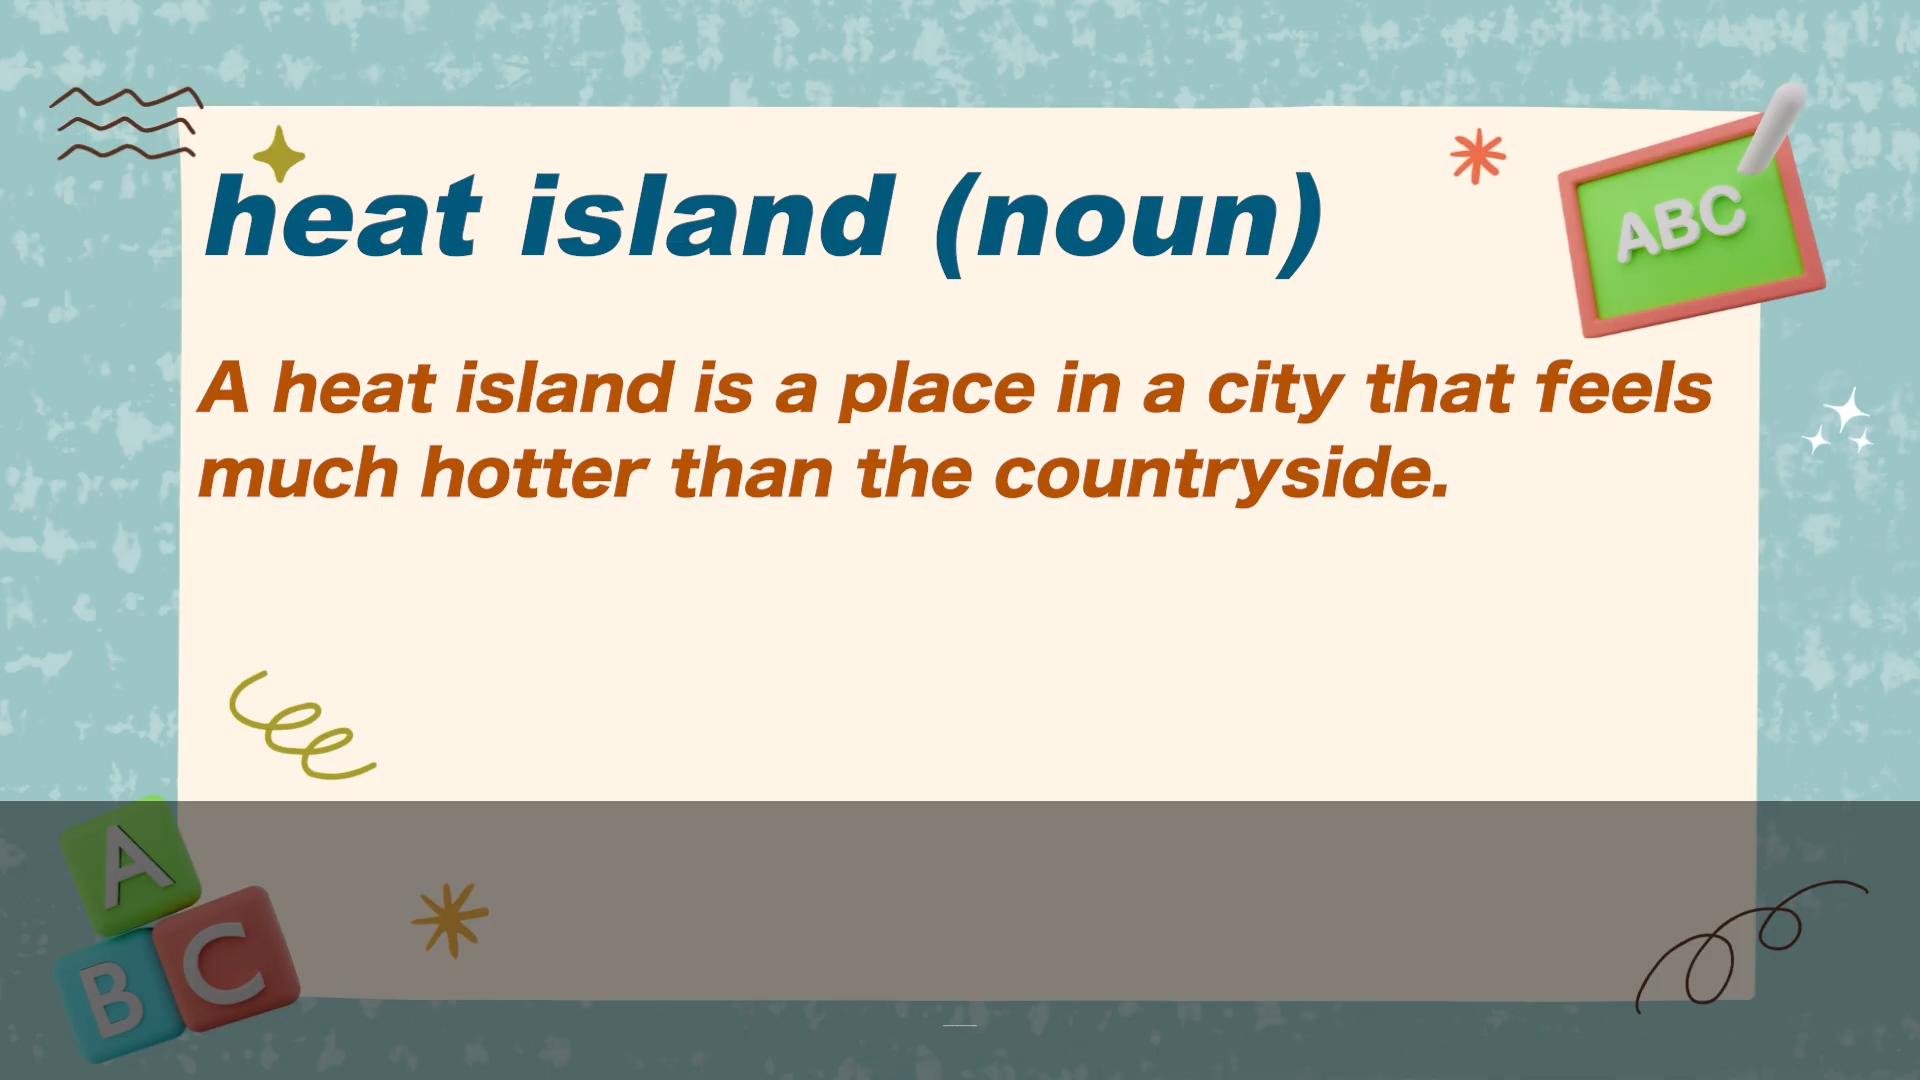 heat island (noun)
ABC
A heat island is a place in a city that feels
much hotter than the countryside.
A
B C